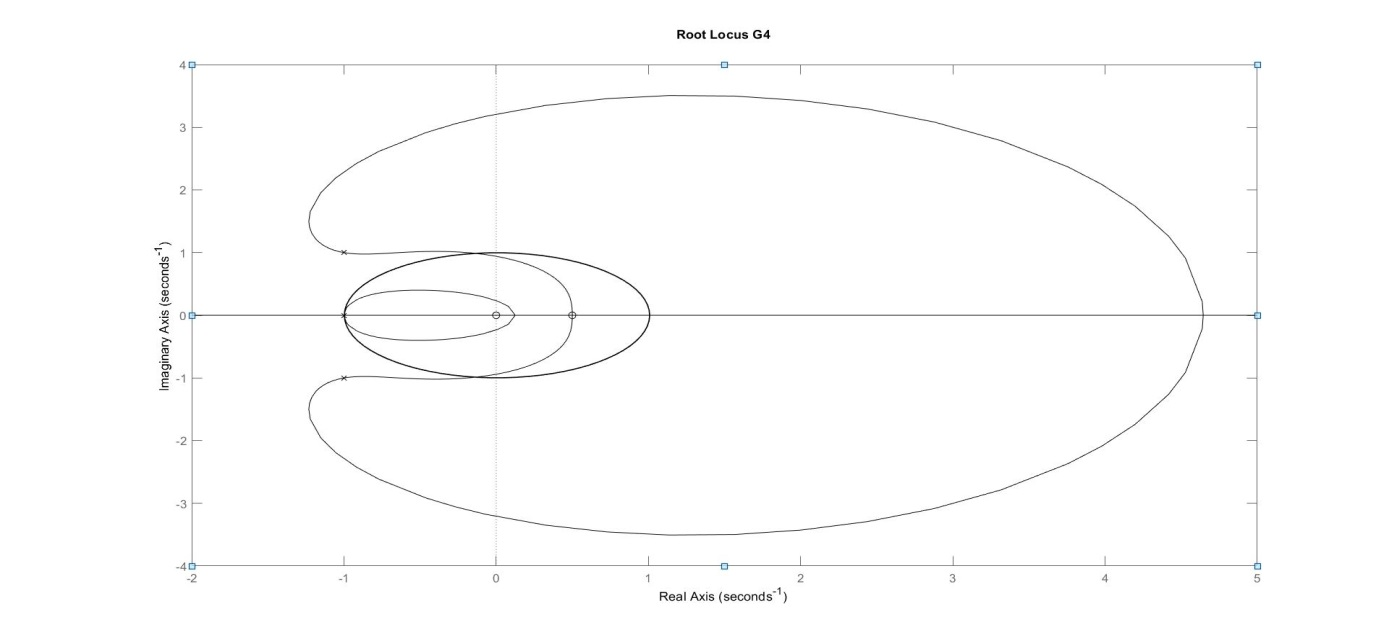 Root Locus G4
4
3
2
1
0
-1
-2
-3
-4
Imaginary Axis (seconds⁻¹)
-2 -1 0 1 2 3 4 5
Real Axis (seconds⁻¹)